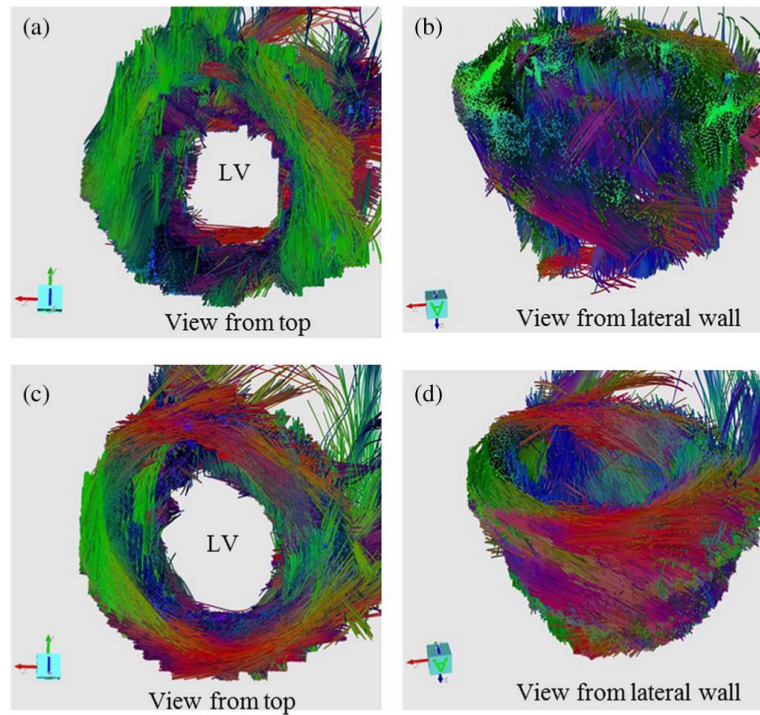 (a)
LV
View from top
(b)
A
View from lateral wall
(c)
LV
View from top
(d)
A
View from lateral wall